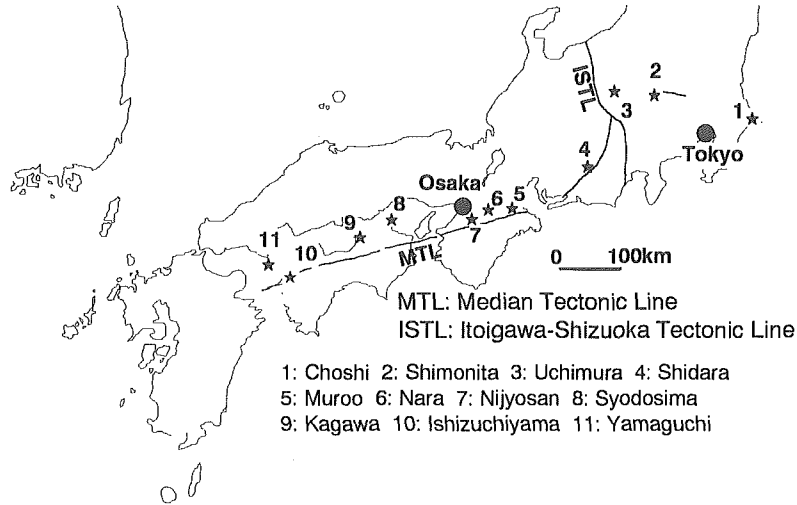 ISTL
2
3
1
Tokyo
4
Osaka
5
6
7
8
9
10
11
MTL
0 100km
MTL: Median Tectonic Line
ISTL: Itoigawa-Shizuoka Tectonic Line
1: Choshi 2: Shimonita 3: Uchimura 4: Shidara
5: Muroo 6: Nara 7: Nijyosan 8: Syodosima
9: Kagawa 10: Ishizuchiyama 11: Yamaguchi